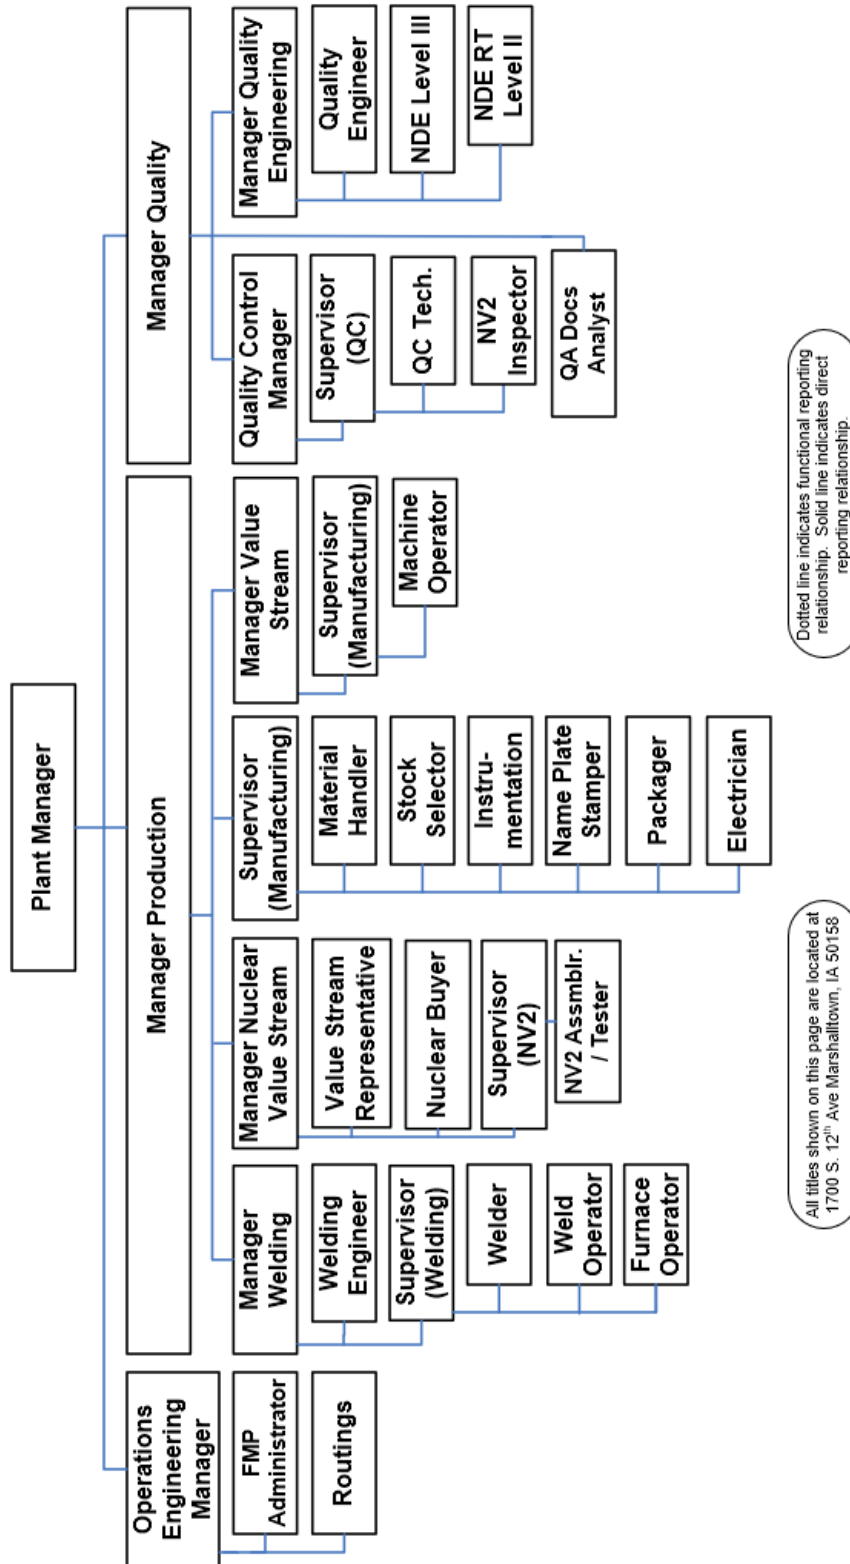 Plant Manager
Operations
Engineering
Manager
FMP
Administrator
Routings
Manager Production
Manager
Welding
Welding
Engineer
Supervisor
(Welding)
Welder
Weld
Operator
Furnace
Operator
Manager Nuclear
Value Stream
Value Stream
Representative
Nuclear Buyer
Supervisor
(NV2)
NV2 Assmblr.
/ Tester
Supervisor
(Manufacturing)
Material
Handler
Stock
Selector
Instru-
mentation
Name Plate
Stamper
Packager
Electrician
Manager Value
Stream
Supervisor
(Manufacturing)
Machine
Operator
Manager Quality
Quality Control
Manager
Supervisor
(QC)
QC Tech.
NV2
Inspector
QA Docs
Analyst
Manager Quality
Engineering
Quality
Engineer
NDE Level III
NDE RT
Level II
All titles shown on this page are located at
1700 S. 12th Ave Marshalltown, IA 50158
Dotted line indicates functional reporting
relationship. Solid line indicates direct
reporting relationship.